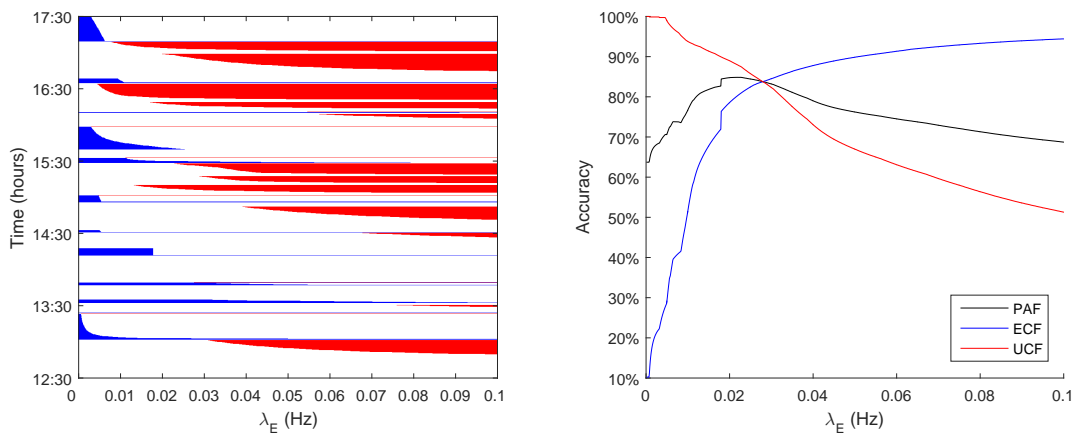 17:30
16:30
15:30
14:30
13:30
12:30
Time (hours)
0 0.01 0.02 0.03 0.04 0.05 0.06 0.07 0.08 0.09 0.1
λE (Hz)
100%
90%
80%
70%
60%
50%
40%
30%
20%
10%
Accuracy
PAF
ECF
UCF
0 0.02 0.04 0.06 0.08 0.1
λE (Hz)